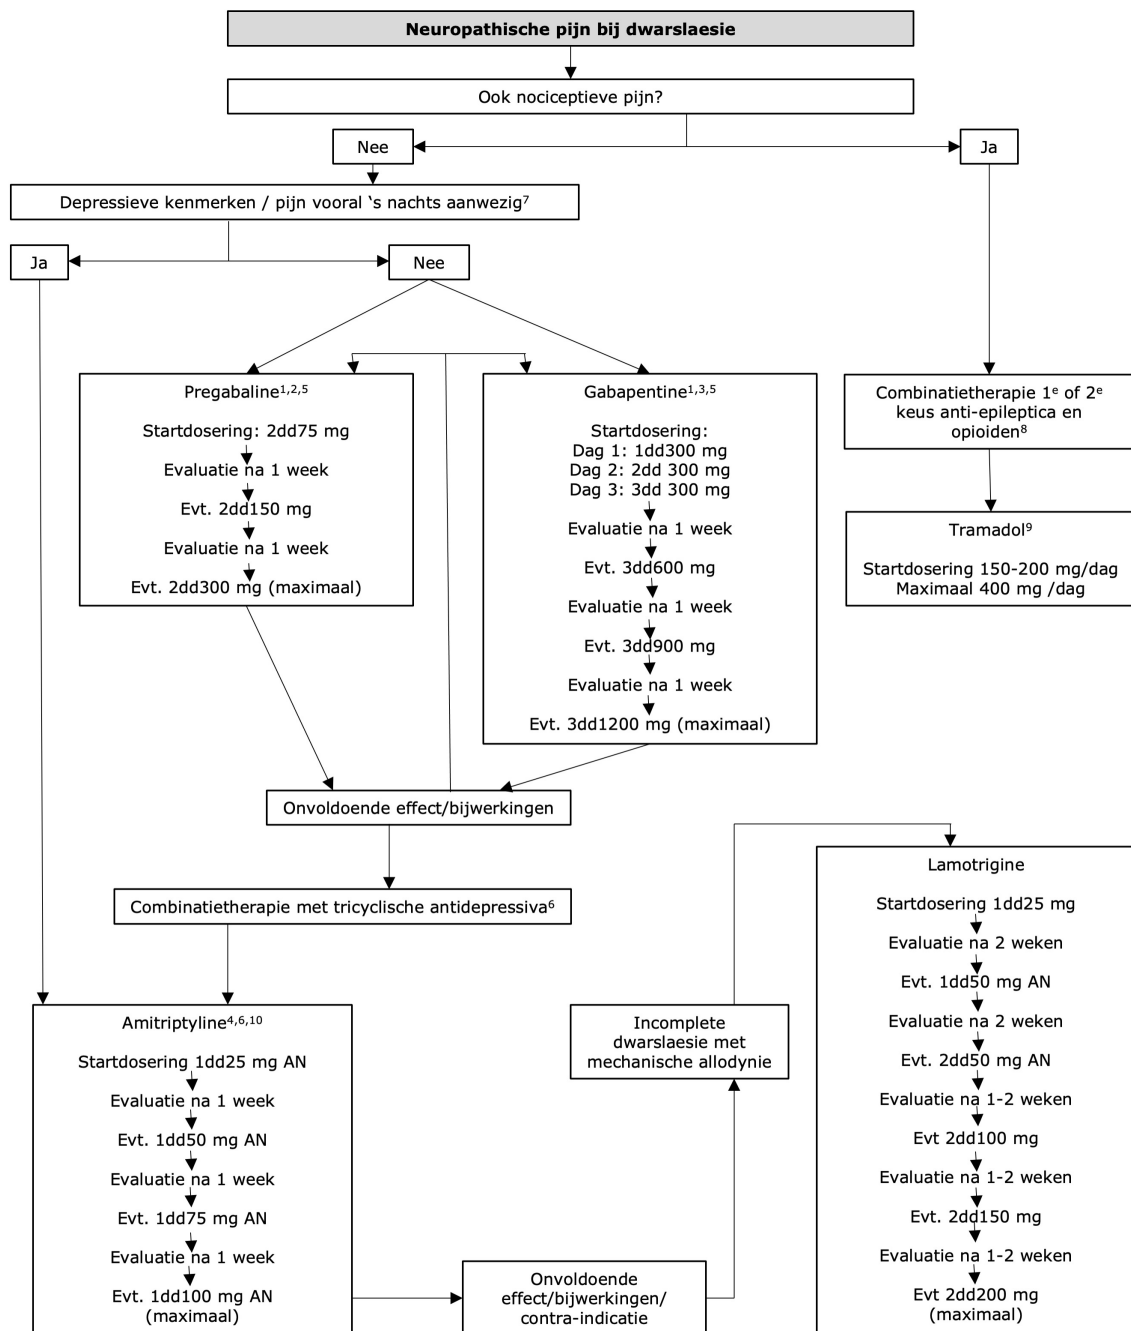 Neuropathische pijn bij dwarslaesie
Ook nociceptieve pijn?
Nee
Ja
Depressieve kenmerken / pijn vooral ‘s nachts aanwezig⁷
Ja
Nee
Pregabaline¹,²,⁵
Startdosering: 2dd75 mg
Evaluatie na 1 week
Evt. 2dd150 mg
Evaluatie na 1 week
Evt. 2dd300 mg (maximaal)
Gabapentine¹,³,⁵
Startdosering:
Dag 1: 1dd300 mg
Dag 2: 2dd 300 mg
Dag 3: 3dd 300 mg
Evaluatie na 1 week
Evt. 3dd600 mg
Evaluatie na 1 week
Evt. 3dd900 mg
Evaluatie na 1 week
Evt. 3dd1200 mg (maximaal)
Combinatietherapie 1ᵉ of 2ᵉ
keus anti-epileptica en
opioiden⁸
Tramadol⁹
Startdosering 150-200 mg/dag
Maximaal 400 mg /dag
Onvoldoende effect/bijwerkingen
Combinatietherapie met tricyclische antidepressiva⁶
Amitriptyline⁴,⁶,¹⁰
Startdosering 1dd25 mg AN
Evaluatie na 1 week
Evt. 1dd50 mg AN
Evaluatie na 1 week
Evt. 1dd75 mg AN
Evaluatie na 1 week
Evt. 1dd100 mg AN
(maximaal)
Onvoldoende
effect/bijwerkingen/
contra-indicatie
Incomplete
dwarslaesie met
mechanische allodynie
Lamotrigine
Startdosering 1dd25 mg
Evaluatie na 2 weken
Evt. 1dd50 mg AN
Evaluatie na 2 weken
Evt. 2dd50 mg AN
Evaluatie na 1-2 weken
Evt 2dd100 mg
Evaluatie na 1-2 weken
Evt. 2dd150 mg
Evaluatie na 1-2 weken
Evt 2dd200 mg
(maximaal)